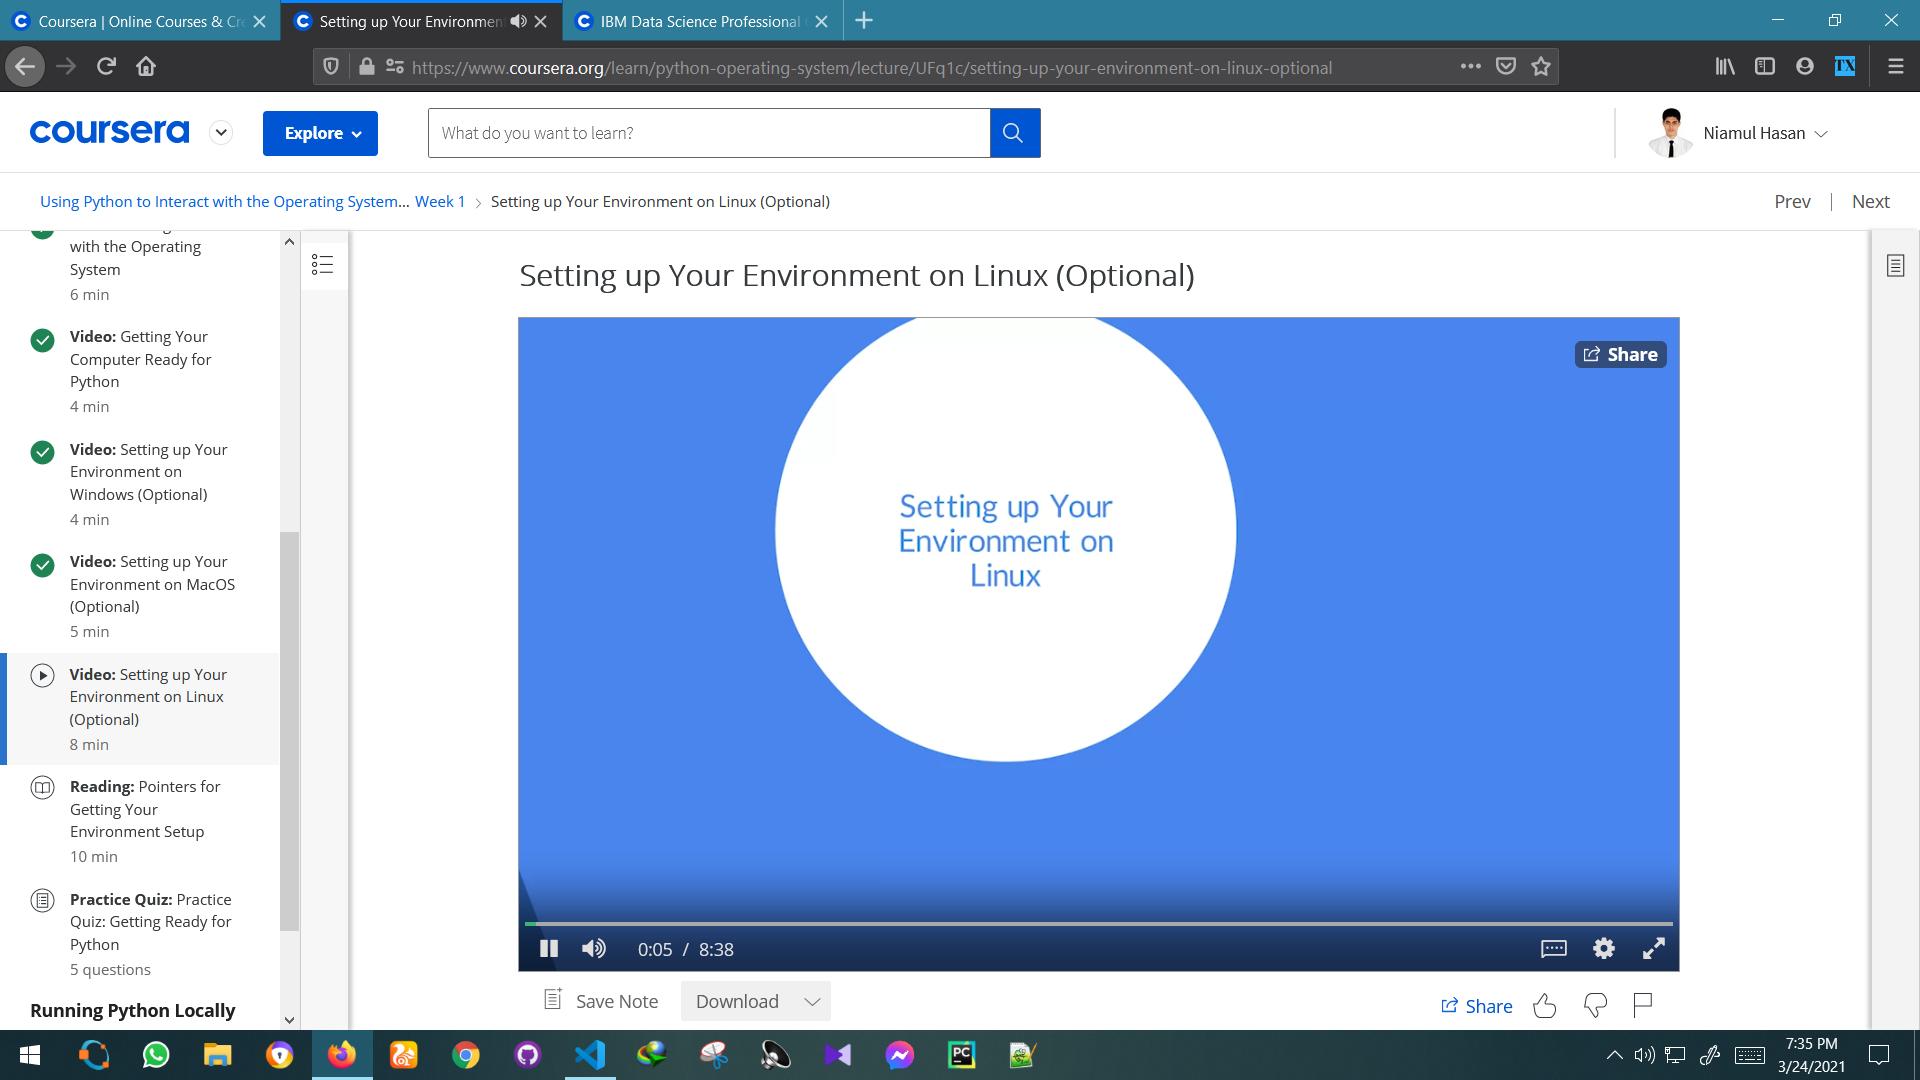 Coursera | Online Courses & Cr
Setting up Your Environmen
IBM Data Science Professional
https://www.coursera.org/learn/python-operating-system/lecture/UFq1c/setting-up-your-environment-on-linux-optional
coursera
Explore
What do you want to learn?
Niamul Hasan
Using Python to Interact with the Operating System... Week 1 > Setting up Your Environment on Linux (Optional)
Prev | Next
with the Operating
System
6 min
Video: Getting Your
Computer Ready for
Python
4 min
Video: Setting up Your
Environment on
Windows (Optional)
4 min
Video: Setting up Your
Environment on MacOS
(Optional)
5 min
Video: Setting up Your
Environment on Linux
(Optional)
8 min
Reading: Pointers for
Getting Your
Environment Setup
10 min
Practice Quiz: Practice
Quiz: Getting Ready for
Python
5 questions
Running Python Locally
Setting up Your Environment on Linux (Optional)
Share
Setting up Your
Environment on
Linux
0:05 / 8:38
Save Note
Download
Share
TX
PC
7:35 PM
3/24/2021